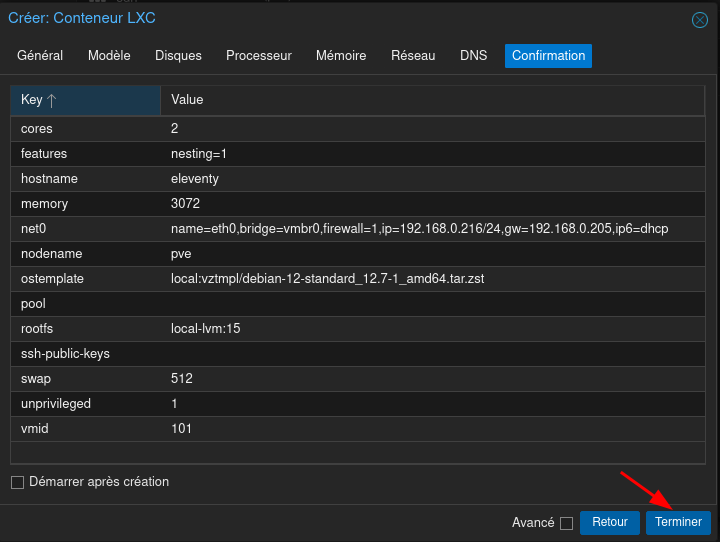 Créer: Conteneur LXC
Général Modèle Disques Processeur Mémoire Réseau DNS Confirmation
Key Value
cores 2
features nesting=1
hostname eleventy
memory 3072
net0 name=eth0,bridge=vmbr0,firewall=1,ip=192.168.0.216/24,gw=192.168.0.205,ip6=dhcp
nodename pve
ostemplate local:vztmpl/debian-12-standard_12.7-1_amd64.tar.zst
pool
rootfs local-lvm:15
ssh-public-keys
swap 512
unprivileged 1
vmid 101
Démarrer après création
Avancé Retour Terminer